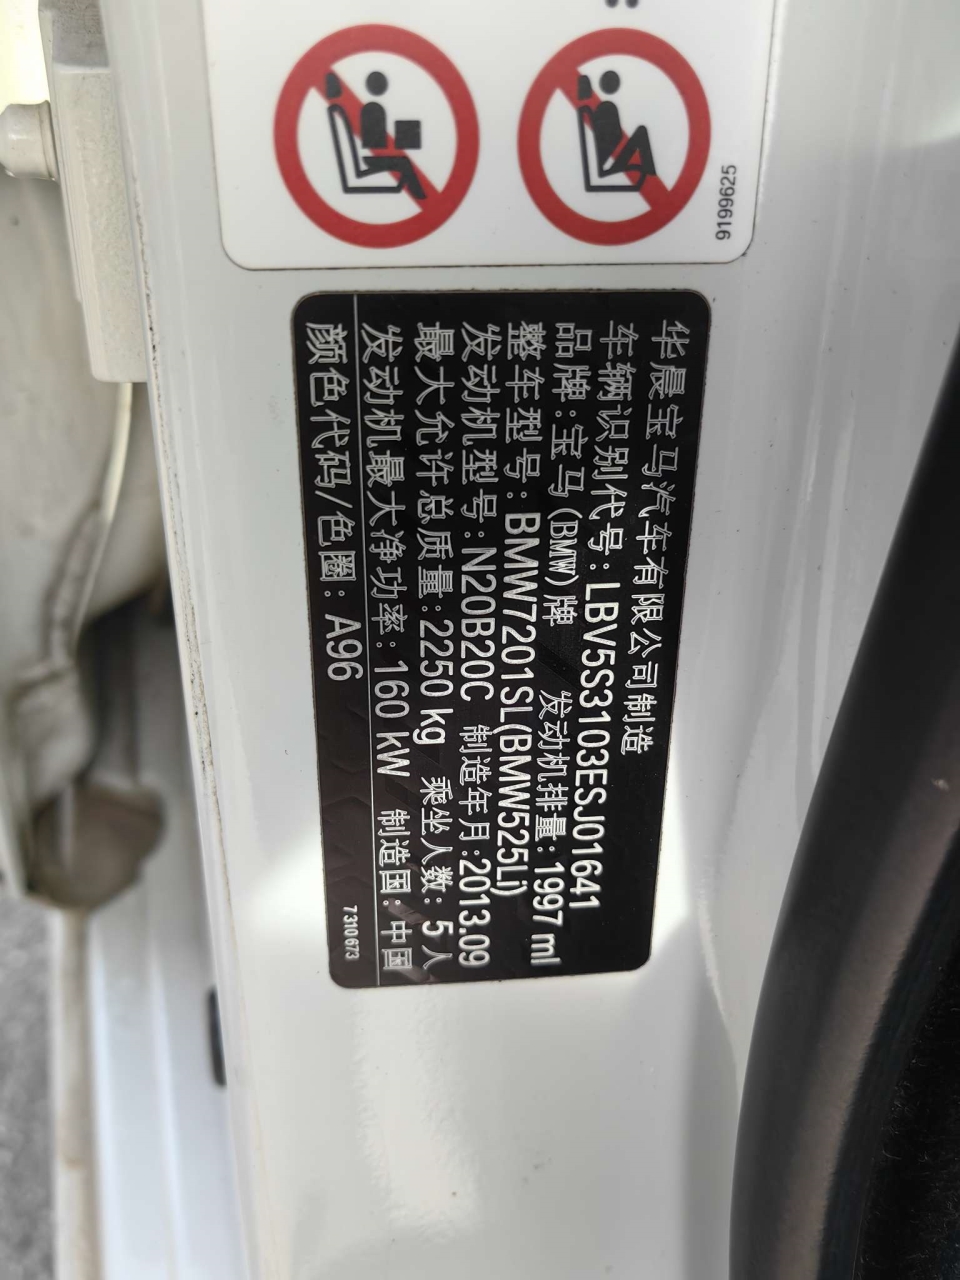 9199625
华晨宝马汽车有限公司制造
车辆识别代号:LBV5S3103ESJ01641
品牌:宝马(BMW)牌 发动机排量:1997 ml
整车型号:BMW7201SL(BMW525Li)
发动机型号:N20B20C 制造年月:2013.09
最大允许总质量:2250 kg 乘坐人数:5人
发动机最大净功率:160 kW 制造国:中国
颜色代码/色圈:A96 7310673